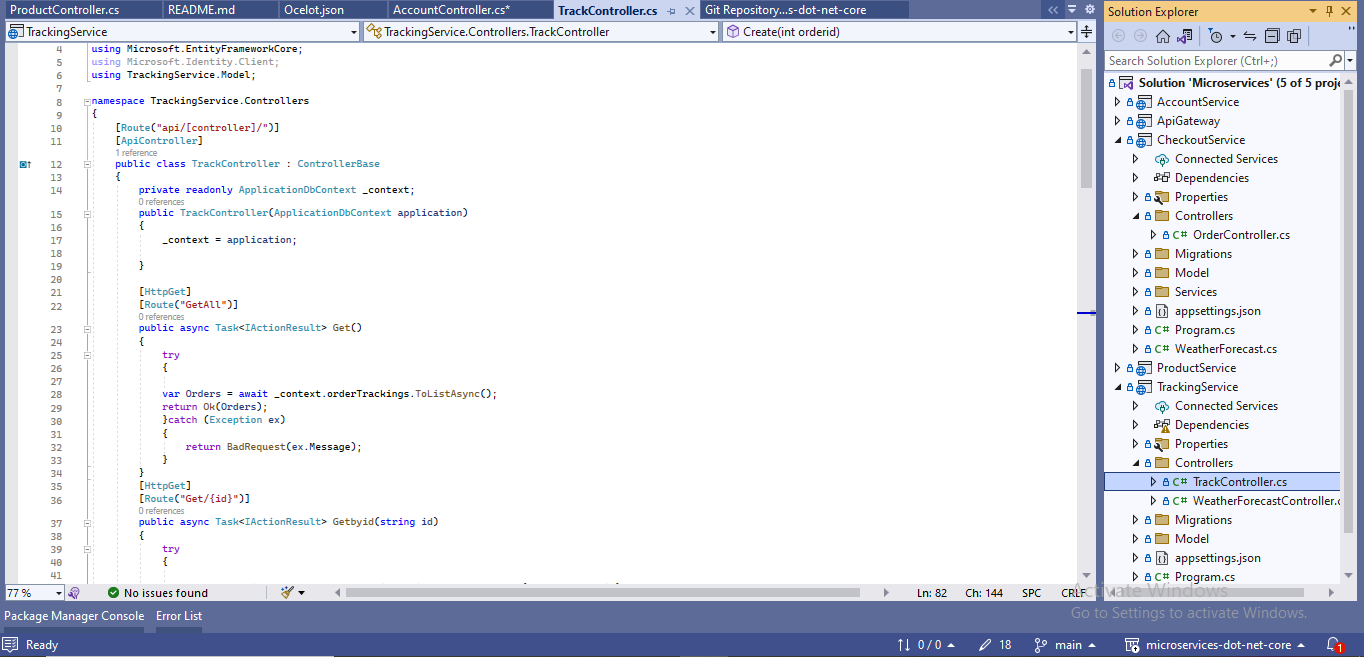 ProductController.cs README.md Ocelot.json AccountController.cs* TrackController.cs Git Repository...s-dot-net-core
TrackingService TrackingService.Controllers.TrackController Create(int orderid)
4 using Microsoft.EntityFrameworkCore;
5 using Microsoft.Identity.Client;
6 using TrackingService.Model;
7
8 namespace TrackingService.Controllers
9 {
10 [Route("api/[controller]/")]
11 [ApiController]
1 reference
12 public class TrackController : ControllerBase
13 {
14 private readonly ApplicationDbContext _context;
0 references
15 public TrackController(ApplicationDbContext application)
16 {
17 _context = application;
18
19 }
20
21 [HttpGet]
22 [Route("GetAll")]
0 references
23 public async Task<IActionResult> Get()
24 {
25 try
26 {
27
28 var Orders = await _context.orderTrackings.ToListAsync();
29 return Ok(Orders);
30 }catch (Exception ex)
31 {
32 return BadRequest(ex.Message);
33 }
34 }
35 [HttpGet]
36 [Route("Get/{id}")]
0 references
37 public async Task<IActionResult> Getbyid(string id)
38 {
39 try
40 {
41
77 % No issues found Ln: 82 Ch: 144 SPC CRLF
Package Manager Console Error List
Ready 0 / 0 18 main microservices-dot-net-core 1
Solution Explorer
Search Solution Explorer (Ctrl+;)
Solution 'Microservices' (5 of 5 proje
AccountService
ApiGateway
CheckoutService
Connected Services
Dependencies
Properties
Controllers
C# OrderController.cs
Migrations
Model
Services
appsettings.json
C# Program.cs
C# WeatherForecast.cs
ProductService
TrackingService
Connected Services
Dependencies
Properties
Controllers
C# TrackController.cs
C# WeatherForecastController.c
Migrations
Model
appsettings.json
C# Program.cs
Activate Windows
Go to Settings to activate Windows.